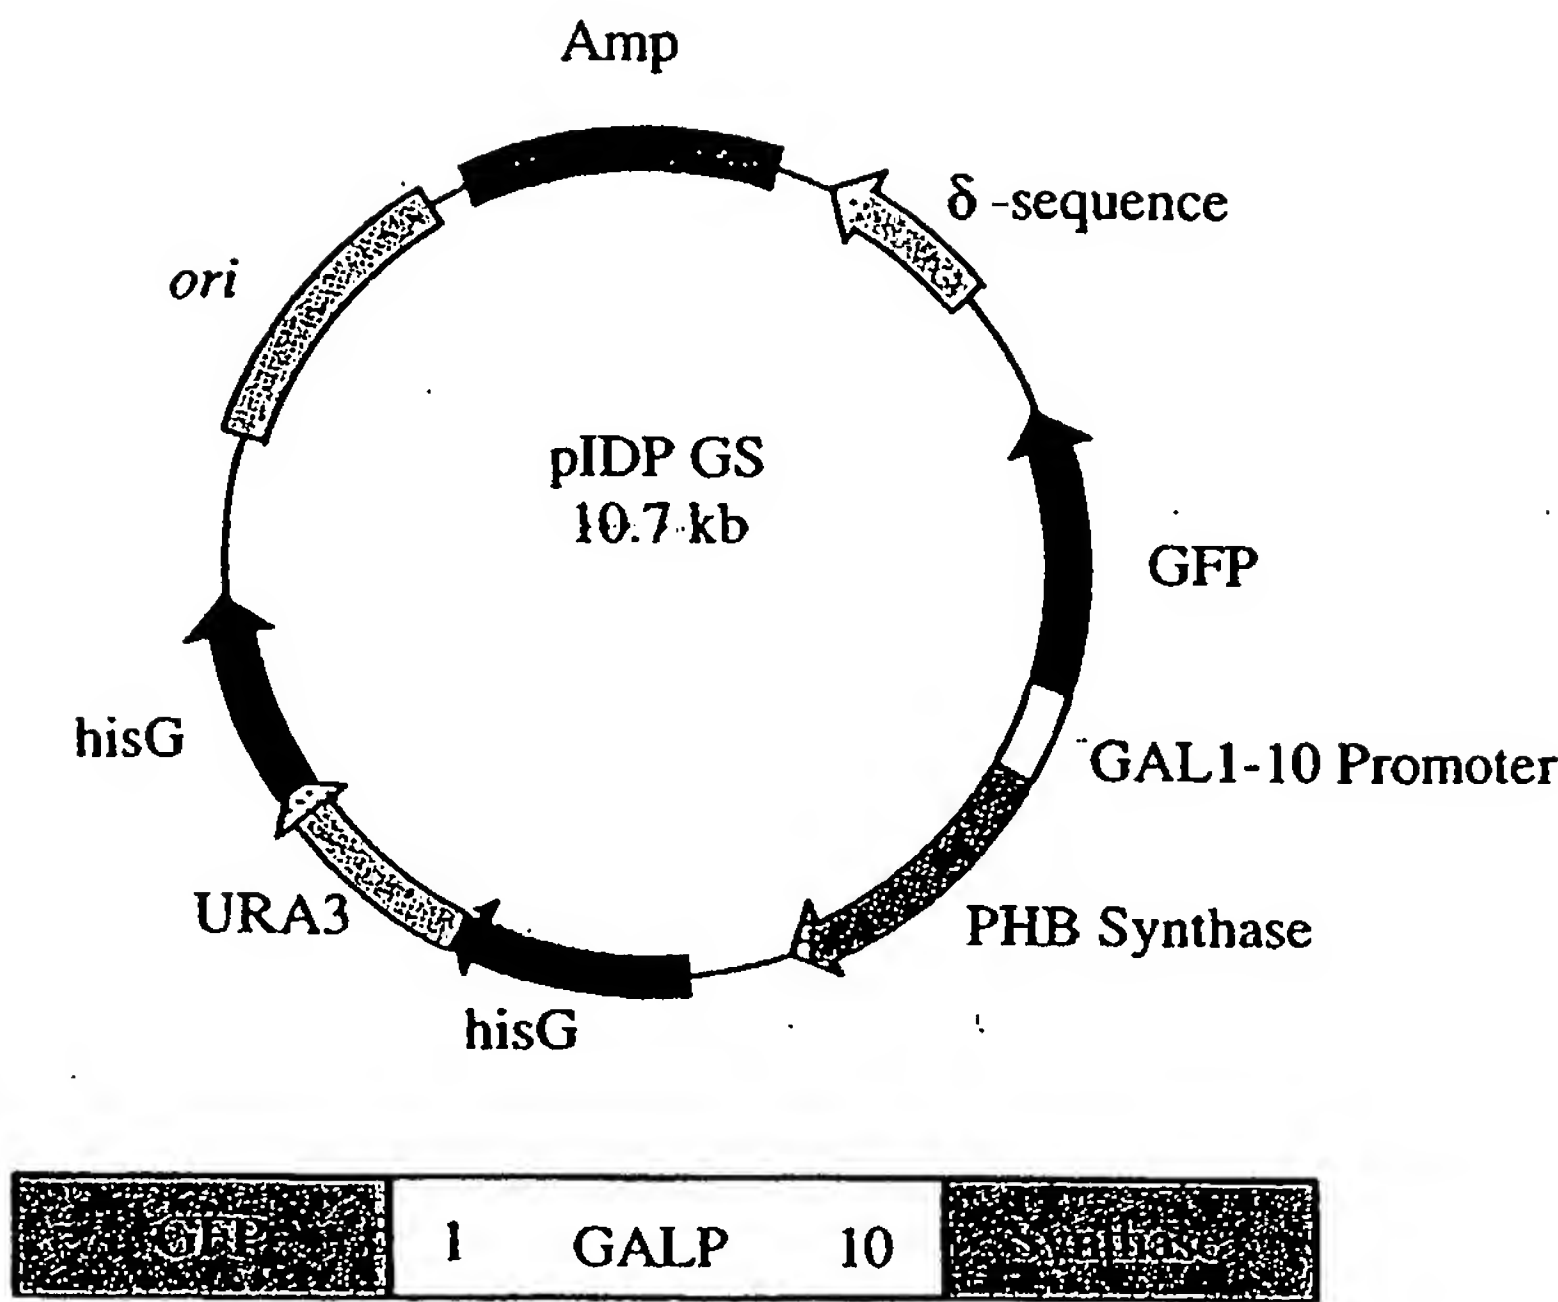 Amp
δ-sequence
ori
pIDP GS
10.7 kb
GFP
hisG
GAL1-10 Promoter
URA3
PHB Synthase
hisG
GFP 1 GALP 10 Synthase